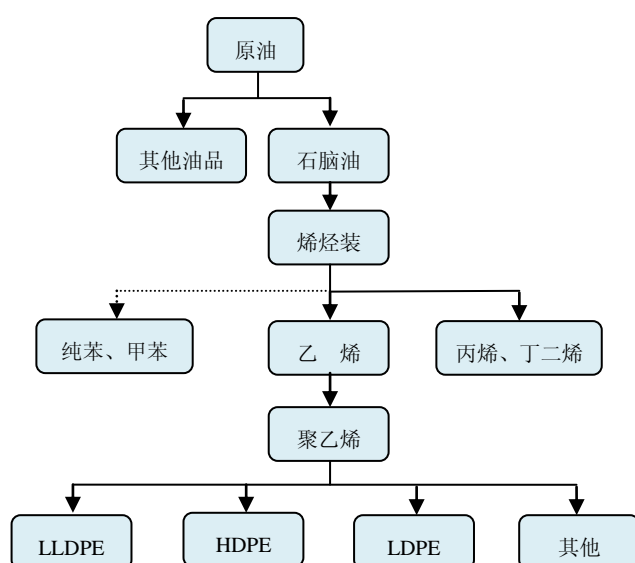 原油
其他油品
石脑油
烯烃装
纯苯、甲苯
乙　烯
丙烯、丁二烯
聚乙烯
LLDPE
HDPE
LDPE
其他